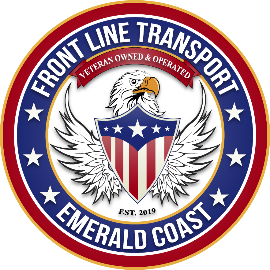 FRONT LINE TRANSPORT
VETERAN OWNED & OPERATED
EST. 2019
EMERALD COAST